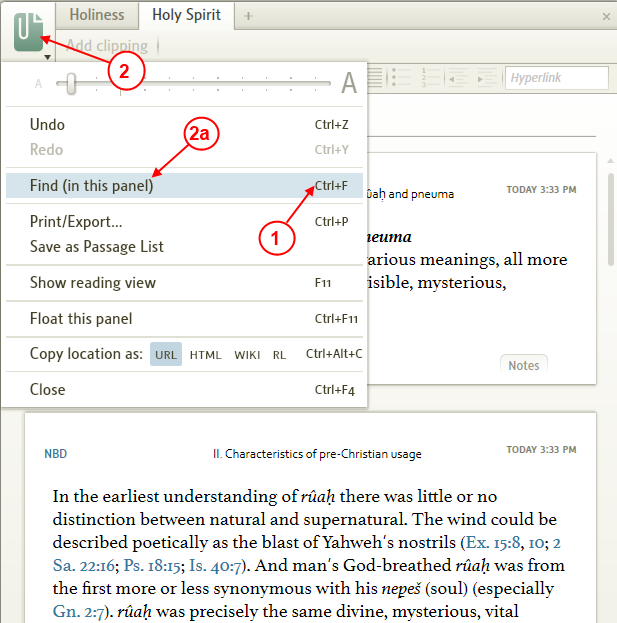 Holiness
Holy Spirit
+
×
Add clipping
2
A
A
Hyperlink
Undo Ctrl+Z
2a
Redo Ctrl+Y
Find (in this panel) Ctrl+F
ûaḥ and pneuma TODAY 3:33 PM
1
Print/Export... Ctrl+P
neuma
Save as Passage List
arious meanings, all more
Show reading view F11
isible, mysterious,
Float this panel Ctrl+F11
Copy location as: URL HTML WIKI RL Ctrl+Alt+C
Notes
Close Ctrl+F4
NBD II. Characteristics of pre-Christian usage TODAY 3:33 PM
In the earliest understanding of rûaḥ there was little or no
distinction between natural and supernatural. The wind could be
described poetically as the blast of Yahweh's nostrils (Ex. 15:8, 10; 2
Sa. 22:16; Ps. 18:15; Is. 40:7). And man's God-breathed rûaḥ was from
the first more or less synonymous with his nepeš (soul) (especially
Gn. 2:7). rûaḥ was precisely the same divine, mysterious, vital